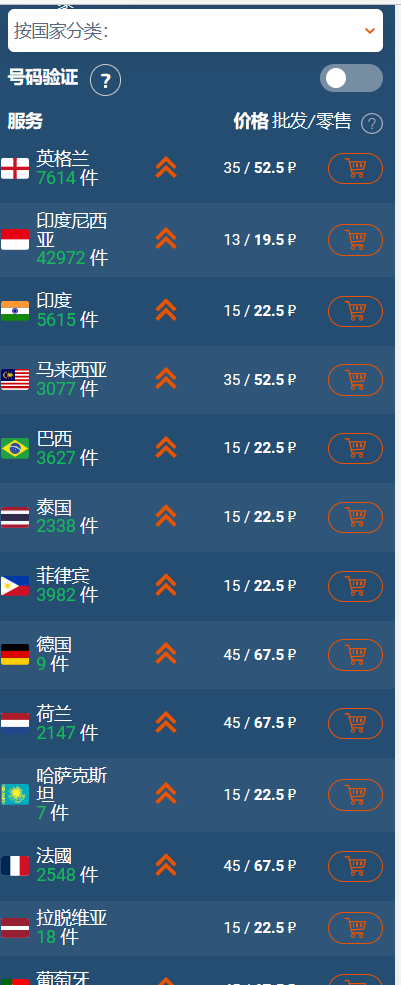 按国家分类：
号码验证 ?
服务 价格 批发/零售 ?
英格兰
7614 件
35 / 52.5 ₽
印度尼西
亚
42972 件
13 / 19.5 ₽
印度
5615 件
15 / 22.5 ₽
马来西亚
3077 件
35 / 52.5 ₽
巴西
3627 件
15 / 22.5 ₽
泰国
2338 件
15 / 22.5 ₽
菲律宾
3982 件
15 / 22.5 ₽
德国
9 件
45 / 67.5 ₽
荷兰
2147 件
45 / 67.5 ₽
哈萨克斯
坦
7 件
15 / 22.5 ₽
法國
2548 件
45 / 67.5 ₽
拉脱维亚
18 件
15 / 22.5 ₽
葡萄牙